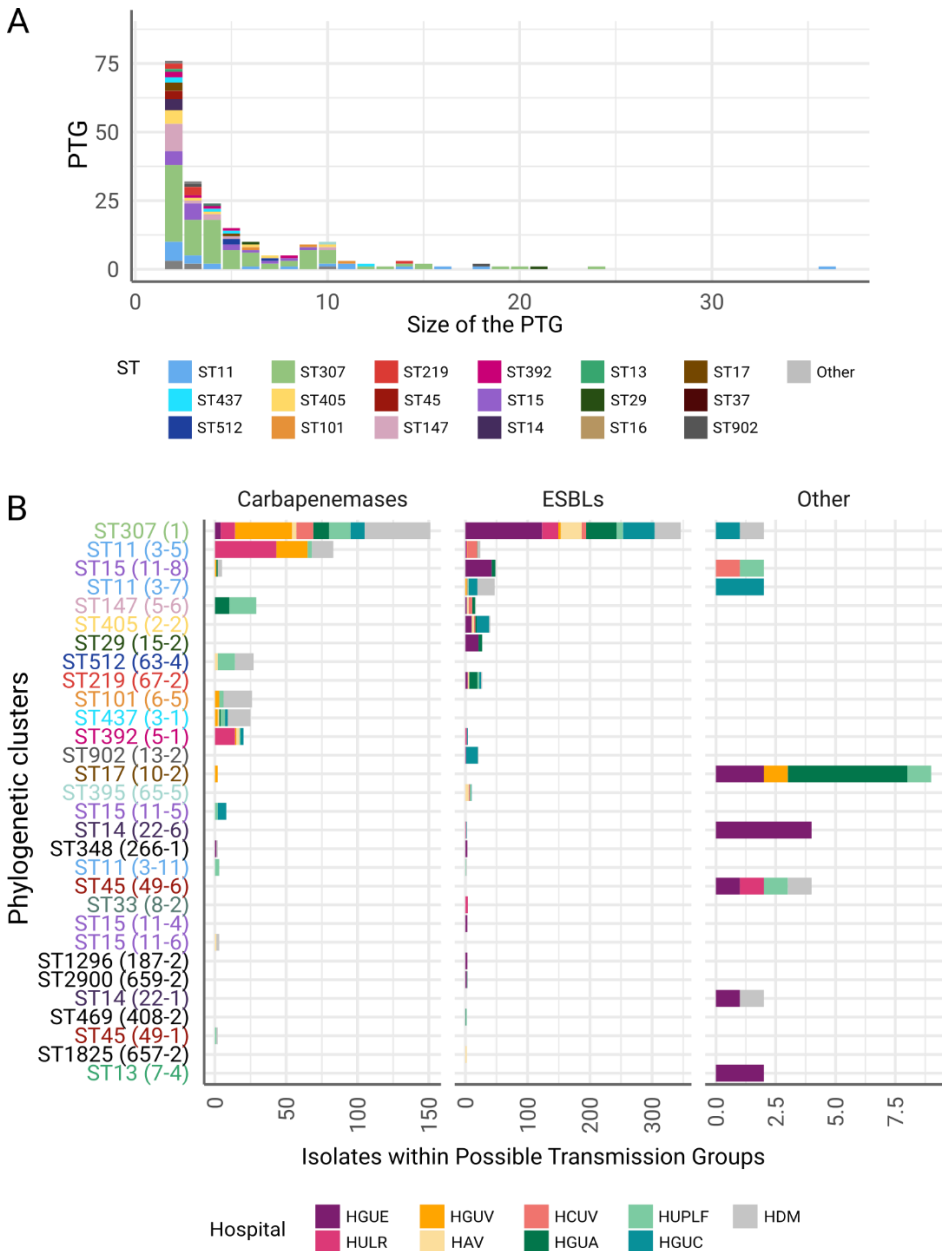 A
PTG
75
50
25
0
0 10 20 30
Size of the PTG
ST ST11 ST307 ST219 ST392 ST13 ST17 Other
ST437 ST405 ST45 ST15 ST29 ST37
ST512 ST101 ST147 ST14 ST16 ST902
B
Carbapenemases ESBLs Other
Phylogenetic clusters
ST307 (1)
ST11 (3-5)
ST15 (11-8)
ST11 (3-7)
ST147 (5-6)
ST405 (2-2)
ST29 (15-2)
ST512 (63-4)
ST219 (67-2)
ST101 (6-5)
ST437 (3-1)
ST392 (5-1)
ST902 (13-2)
ST17 (10-2)
ST395 (65-5)
ST15 (11-5)
ST14 (22-6)
ST348 (266-1)
ST11 (3-11)
ST45 (49-6)
ST33 (8-2)
ST15 (11-4)
ST15 (11-6)
ST1296 (187-2)
ST2900 (659-2)
ST14 (22-1)
ST469 (408-2)
ST45 (49-1)
ST1825 (657-2)
ST13 (7-4)
0 50 100 150 0 100 200 300 0.0 2.5 5.0 7.5
Isolates within Possible Transmission Groups
Hospital HGUE HGUV HCUV HUPLF HDM
HULR HAV HGUA HGUC